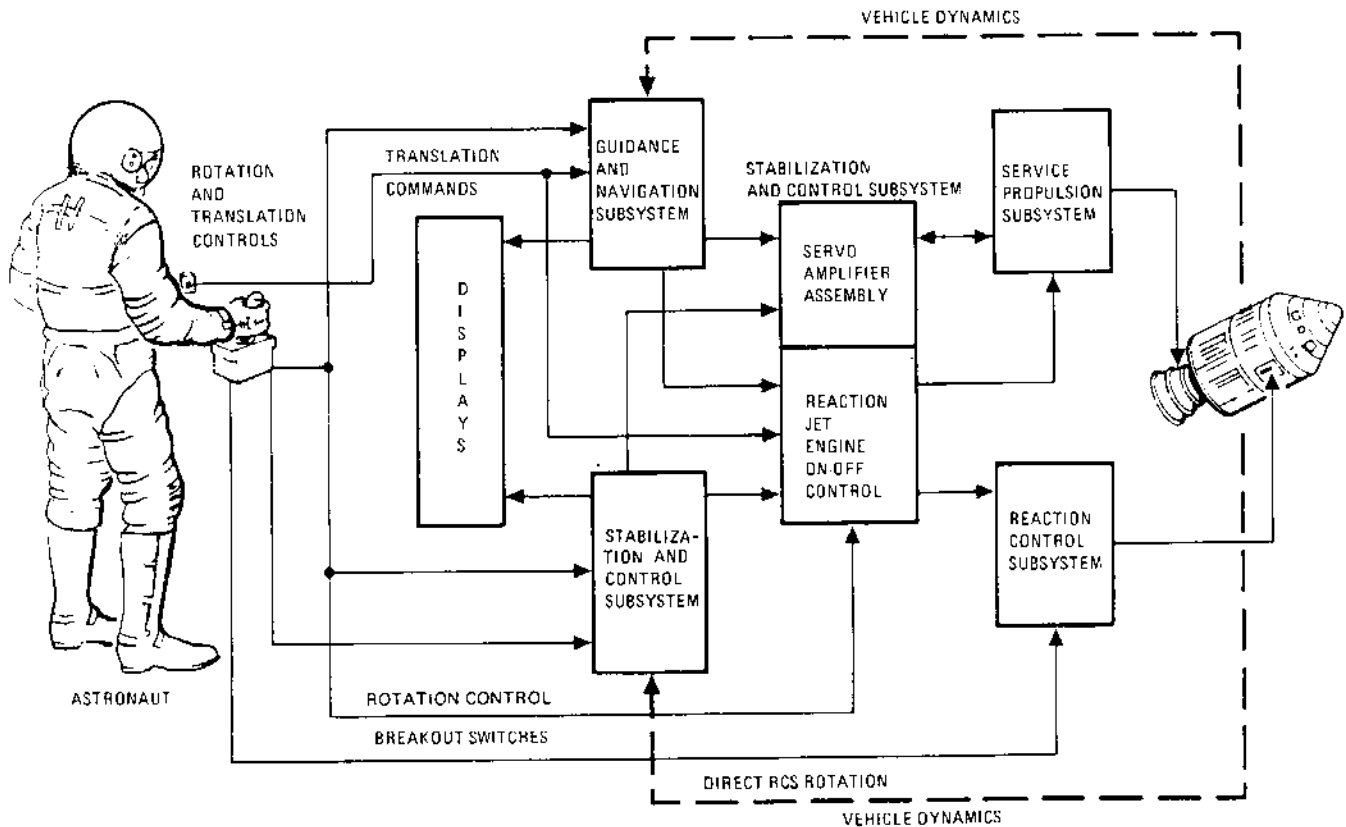 VEHICLE DYNAMICS
ROTATION
AND
TRANSLATION
CONTROLS
TRANSLATION
COMMANDS
GUIDANCE
AND
NAVIGATION
SUBSYSTEM
STABILIZATION
AND CONTROL SUBSYSTEM
SERVICE
PROPULSION
SUBSYSTEM
DISPLAYS
SERVO
AMPLIFIER
ASSEMBLY
REACTION
JET
ENGINE
ON-OFF
CONTROL
STABILIZA-
TION AND
CONTROL
SUBSYSTEM
REACTION
CONTROL
SUBSYSTEM
ASTRONAUT
ROTATION CONTROL
BREAKOUT SWITCHES
DIRECT RCS ROTATION
VEHICLE DYNAMICS